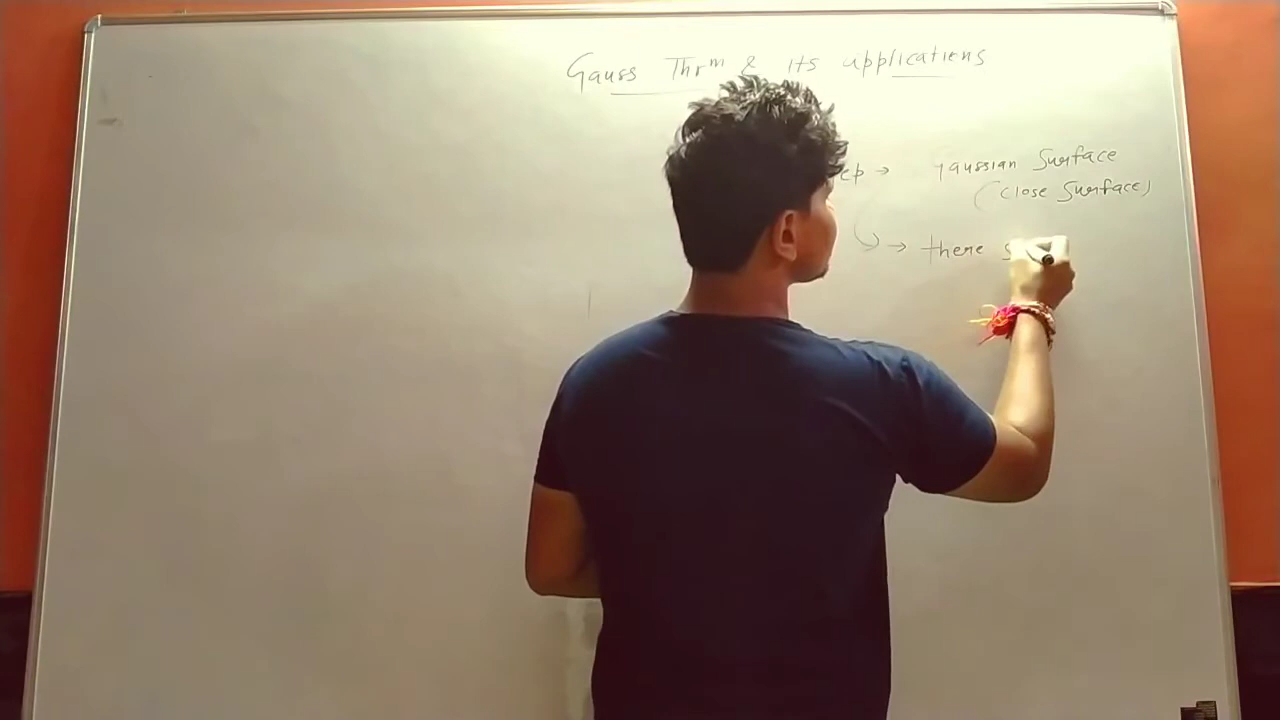 Gauss Thrm & its applications
→ Gaussian Surface
(Close Surface)
→ there